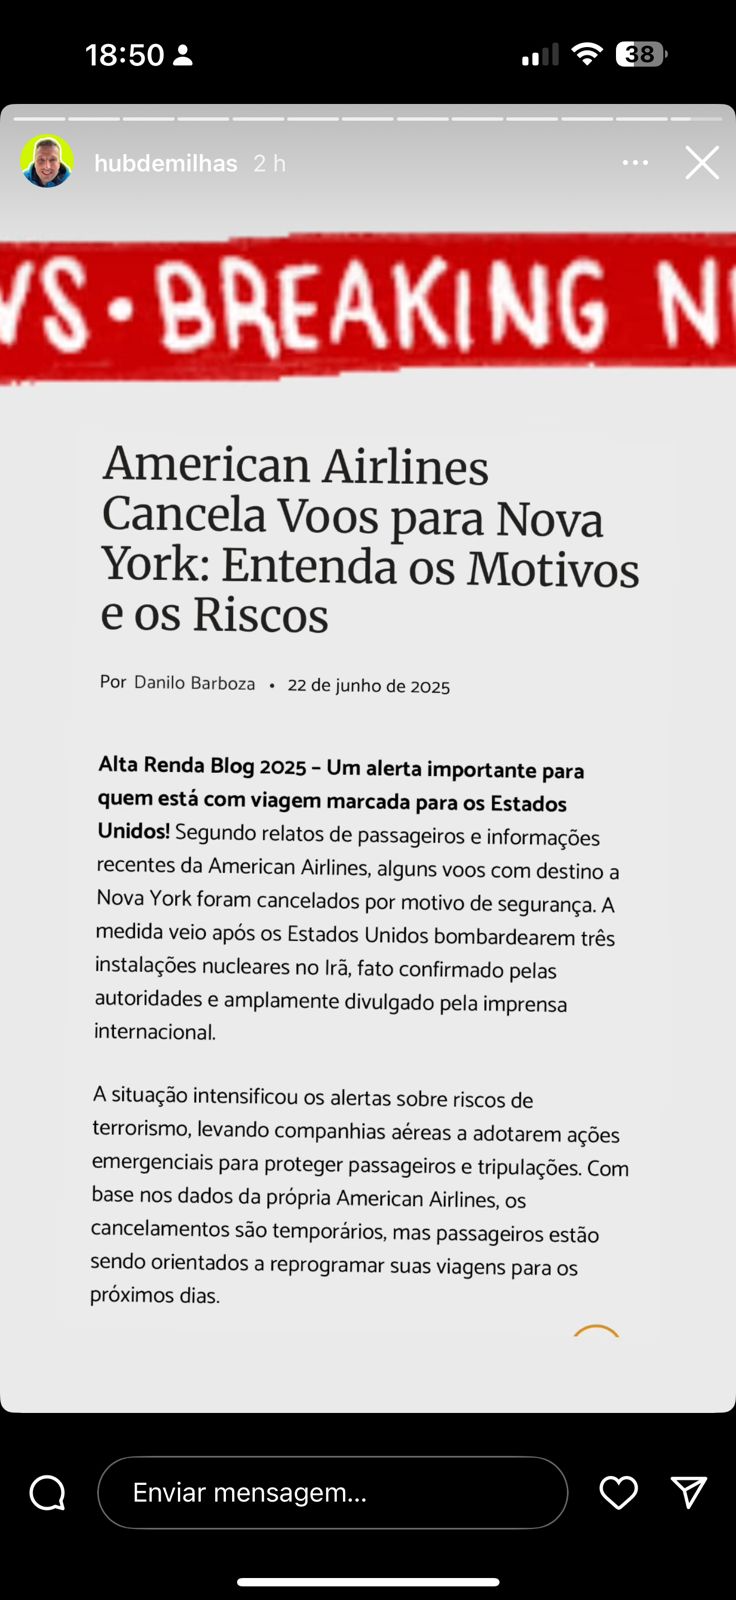 18:50
38
hubdemilhas 2 h
WS • BREAKING N
American Airlines
Cancela Voos para Nova
York: Entenda os Motivos
e os Riscos
Por Danilo Barboza • 22 de junho de 2025
Alta Renda Blog 2025 – Um alerta importante para
quem está com viagem marcada para os Estados
Unidos! Segundo relatos de passageiros e informações
recentes da American Airlines, alguns voos com destino a
Nova York foram cancelados por motivo de segurança. A
medida veio após os Estados Unidos bombardearem três
instalações nucleares no Irã, fato confirmado pelas
autoridades e amplamente divulgado pela imprensa
internacional.
A situação intensificou os alertas sobre riscos de
terrorismo, levando companhias aéreas a adotarem ações
emergenciais para proteger passageiros e tripulações. Com
base nos dados da própria American Airlines, os
cancelamentos são temporários, mas passageiros estão
sendo orientados a reprogramar suas viagens para os
próximos dias.
Enviar mensagem...